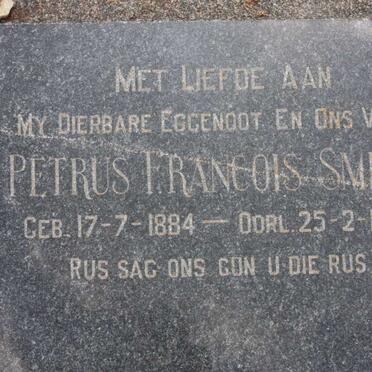 MET LIEFDE AAN
MY DIERBARE EGGENOOT EN ONS
PETRUS FRANCOIS
GEB. 17-7-1884 — OORL. 25-2-
RUS SAG ONS GUN U DIE RUS